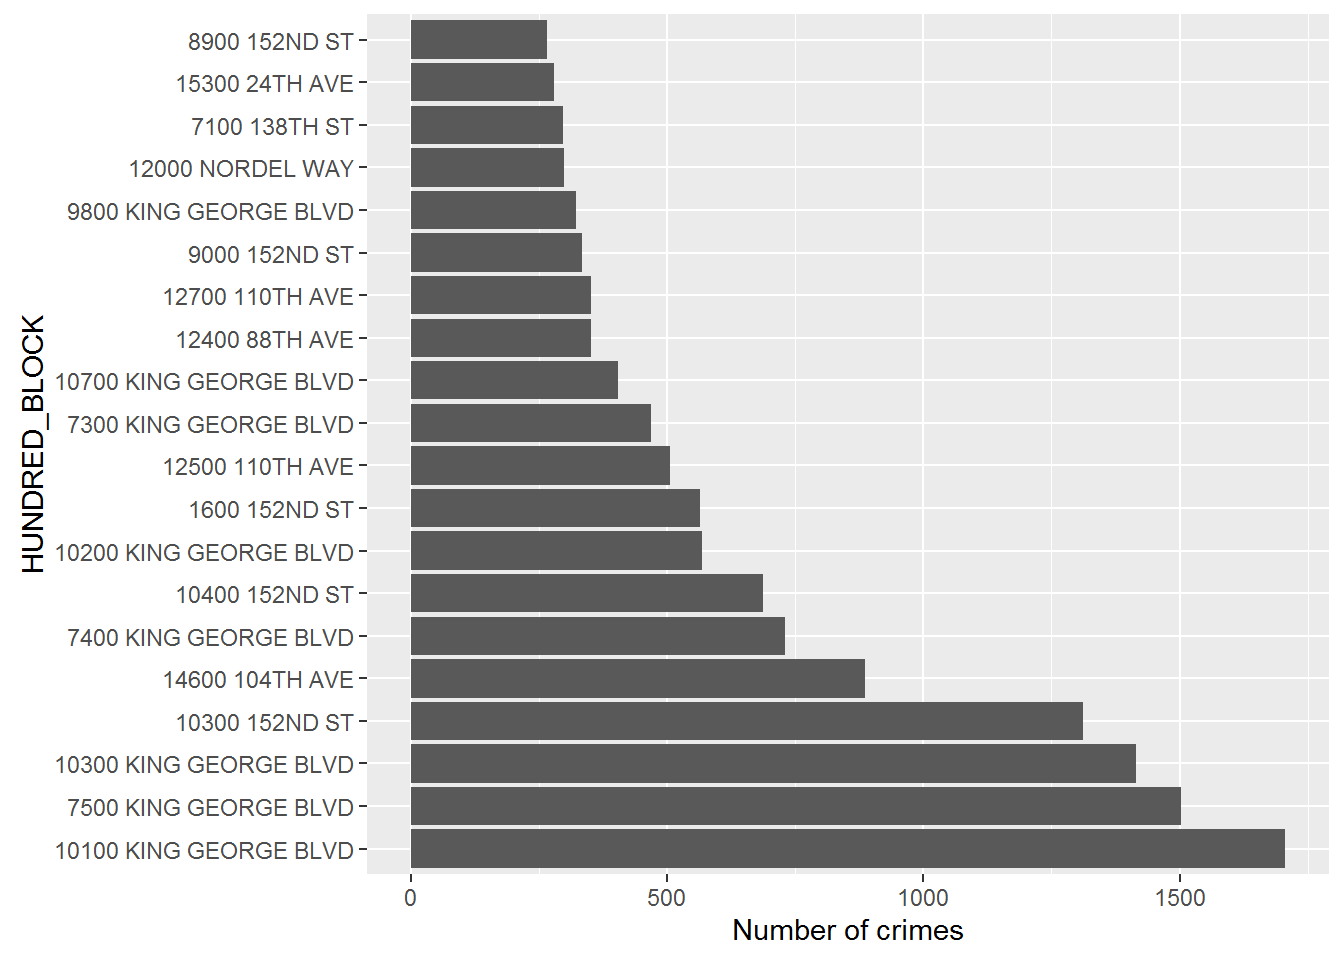 8900 152ND ST
15300 24TH AVE
7100 138TH ST
12000 NORDEL WAY
9800 KING GEORGE BLVD
9000 152ND ST
12700 110TH AVE
12400 88TH AVE
10700 KING GEORGE BLVD
7300 KING GEORGE BLVD
12500 110TH AVE
1600 152ND ST
10200 KING GEORGE BLVD
10400 152ND ST
7400 KING GEORGE BLVD
14600 104TH AVE
10300 152ND ST
10300 KING GEORGE BLVD
7500 KING GEORGE BLVD
10100 KING GEORGE BLVD
HUNDRED_BLOCK
0 500 1000 1500
Number of crimes